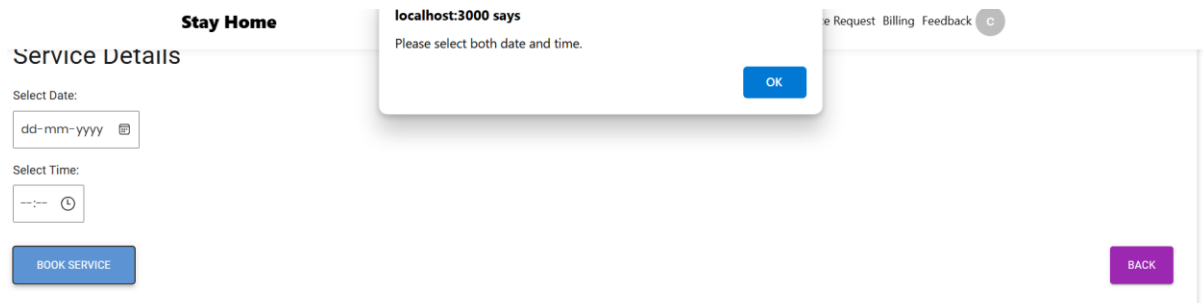 Stay Home
localhost:3000 says
Please select both date and time.
OK
e Request Billing Feedback C
Service Details
Select Date:
dd-mm-yyyy
Select Time:
--:--
BOOK SERVICE
BACK